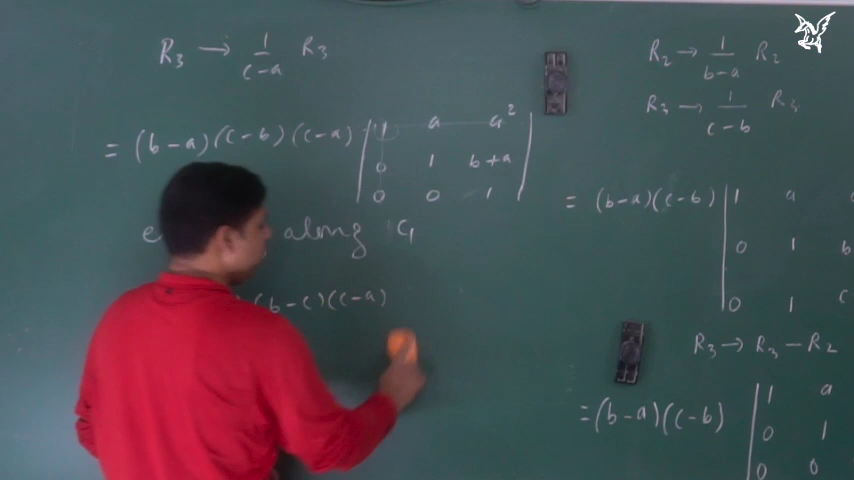 R₃ → 1/(c-a) R₃
= (b-a)(c-b)(c-a) | 1 a a² |
| 0 1 b+a |
| 0 0 1 |
along C₁
(b-c)(c-a)
R₂ → 1/(b-a) R₂
R₃ → 1/(c-b) R₃
= (b-a)(c-b) | 1 a
0 1 b
0 1 c
R₃ → R₃ - R₂
= (b-a)(c-b) | 1 a
0 1
0 0